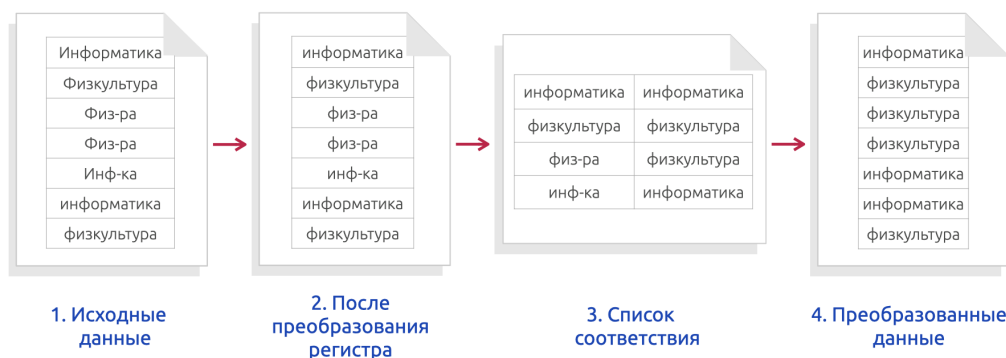 Информатика
Физкультура
Физ-ра
Физ-ра
Инф-ка
информатика
физкультура
1. Исходные
данные
информатика
физкультура
физ-ра
физ-ра
инф-ка
информатика
физкультура
2. После
преобразования
регистра
информатика информатика
физкультура физкультура
физ-ра физкультура
инф-ка информатика
3. Список
соответствия
информатика
физкультура
физкультура
физкультура
информатика
информатика
физкультура
4. Преобразованные
данные